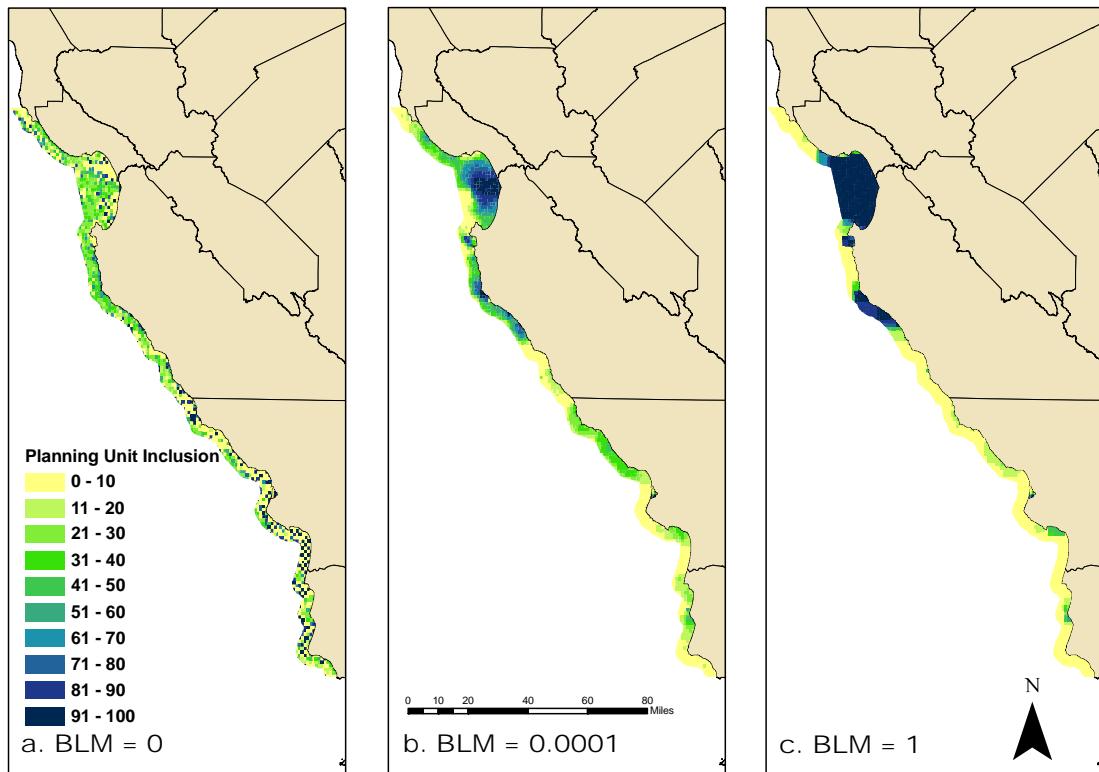 Planning Unit Inclusion
0 - 10
11 - 20
21 - 30
31 - 40
41 - 50
51 - 60
61 - 70
71 - 80
81 - 90
91 - 100
a. BLM = 0
0 10 20 40 60 80
Miles
b. BLM = 0.0001
N
c. BLM = 1